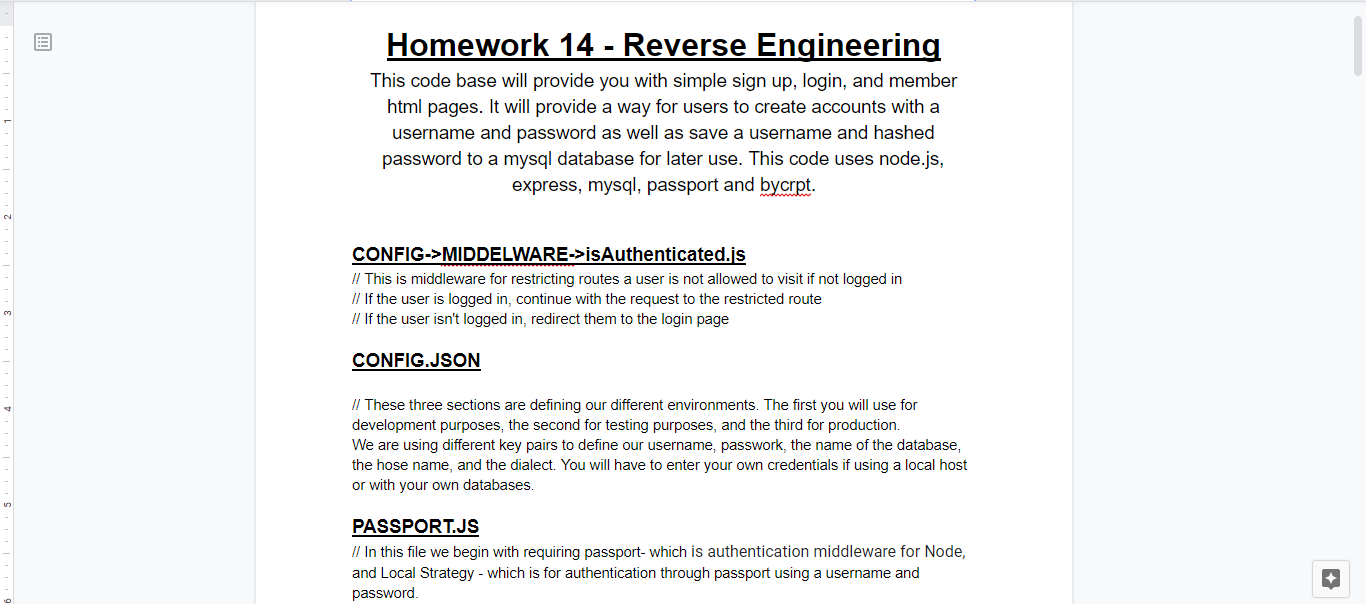 Homework 14 - Reverse Engineering
This code base will provide you with simple sign up, login, and member
html pages. It will provide a way for users to create accounts with a
username and password as well as save a username and hashed
password to a mysql database for later use. This code uses node.js,
express, mysql, passport and bycrpt.
CONFIG->MIDDELWARE->isAuthenticated.js
// This is middleware for restricting routes a user is not allowed to visit if not logged in
// If the user is logged in, continue with the request to the restricted route
// If the user isn't logged in, redirect them to the login page
CONFIG.JSON
// These three sections are defining our different environments. The first you will use for
development purposes, the second for testing purposes, and the third for production.
We are using different key pairs to define our username, passwork, the name of the database,
the hose name, and the dialect. You will have to enter your own credentials if using a local host
or with your own databases.
PASSPORT.JS
// In this file we begin with requiring passport- which is authentication middleware for Node,
and Local Strategy - which is for authentication through passport using a username and
password.
1
2
3
4
5
6